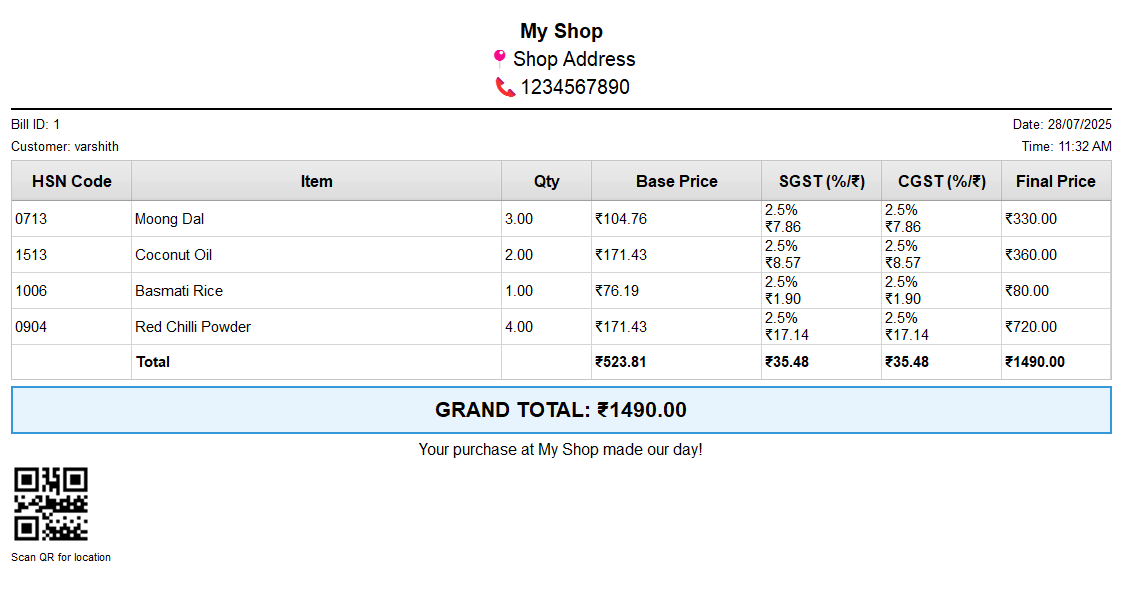 My Shop
📍 Shop Address
📞 1234567890
Bill ID: 1
Date: 28/07/2025
Customer: varshith
Time: 11:32 AM
HSN Code Item Qty Base Price SGST (%/₹) CGST (%/₹) Final Price
0713 Moong Dal 3.00 ₹104.76 2.5% ₹7.86 2.5% ₹7.86 ₹330.00
1513 Coconut Oil 2.00 ₹171.43 2.5% ₹8.57 2.5% ₹8.57 ₹360.00
1006 Basmati Rice 1.00 ₹76.19 2.5% ₹1.90 2.5% ₹1.90 ₹80.00
0904 Red Chilli Powder 4.00 ₹171.43 2.5% ₹17.14 2.5% ₹17.14 ₹720.00
Total ₹523.81 ₹35.48 ₹35.48 ₹1490.00
GRAND TOTAL: ₹1490.00
Your purchase at My Shop made our day!
Scan QR for location